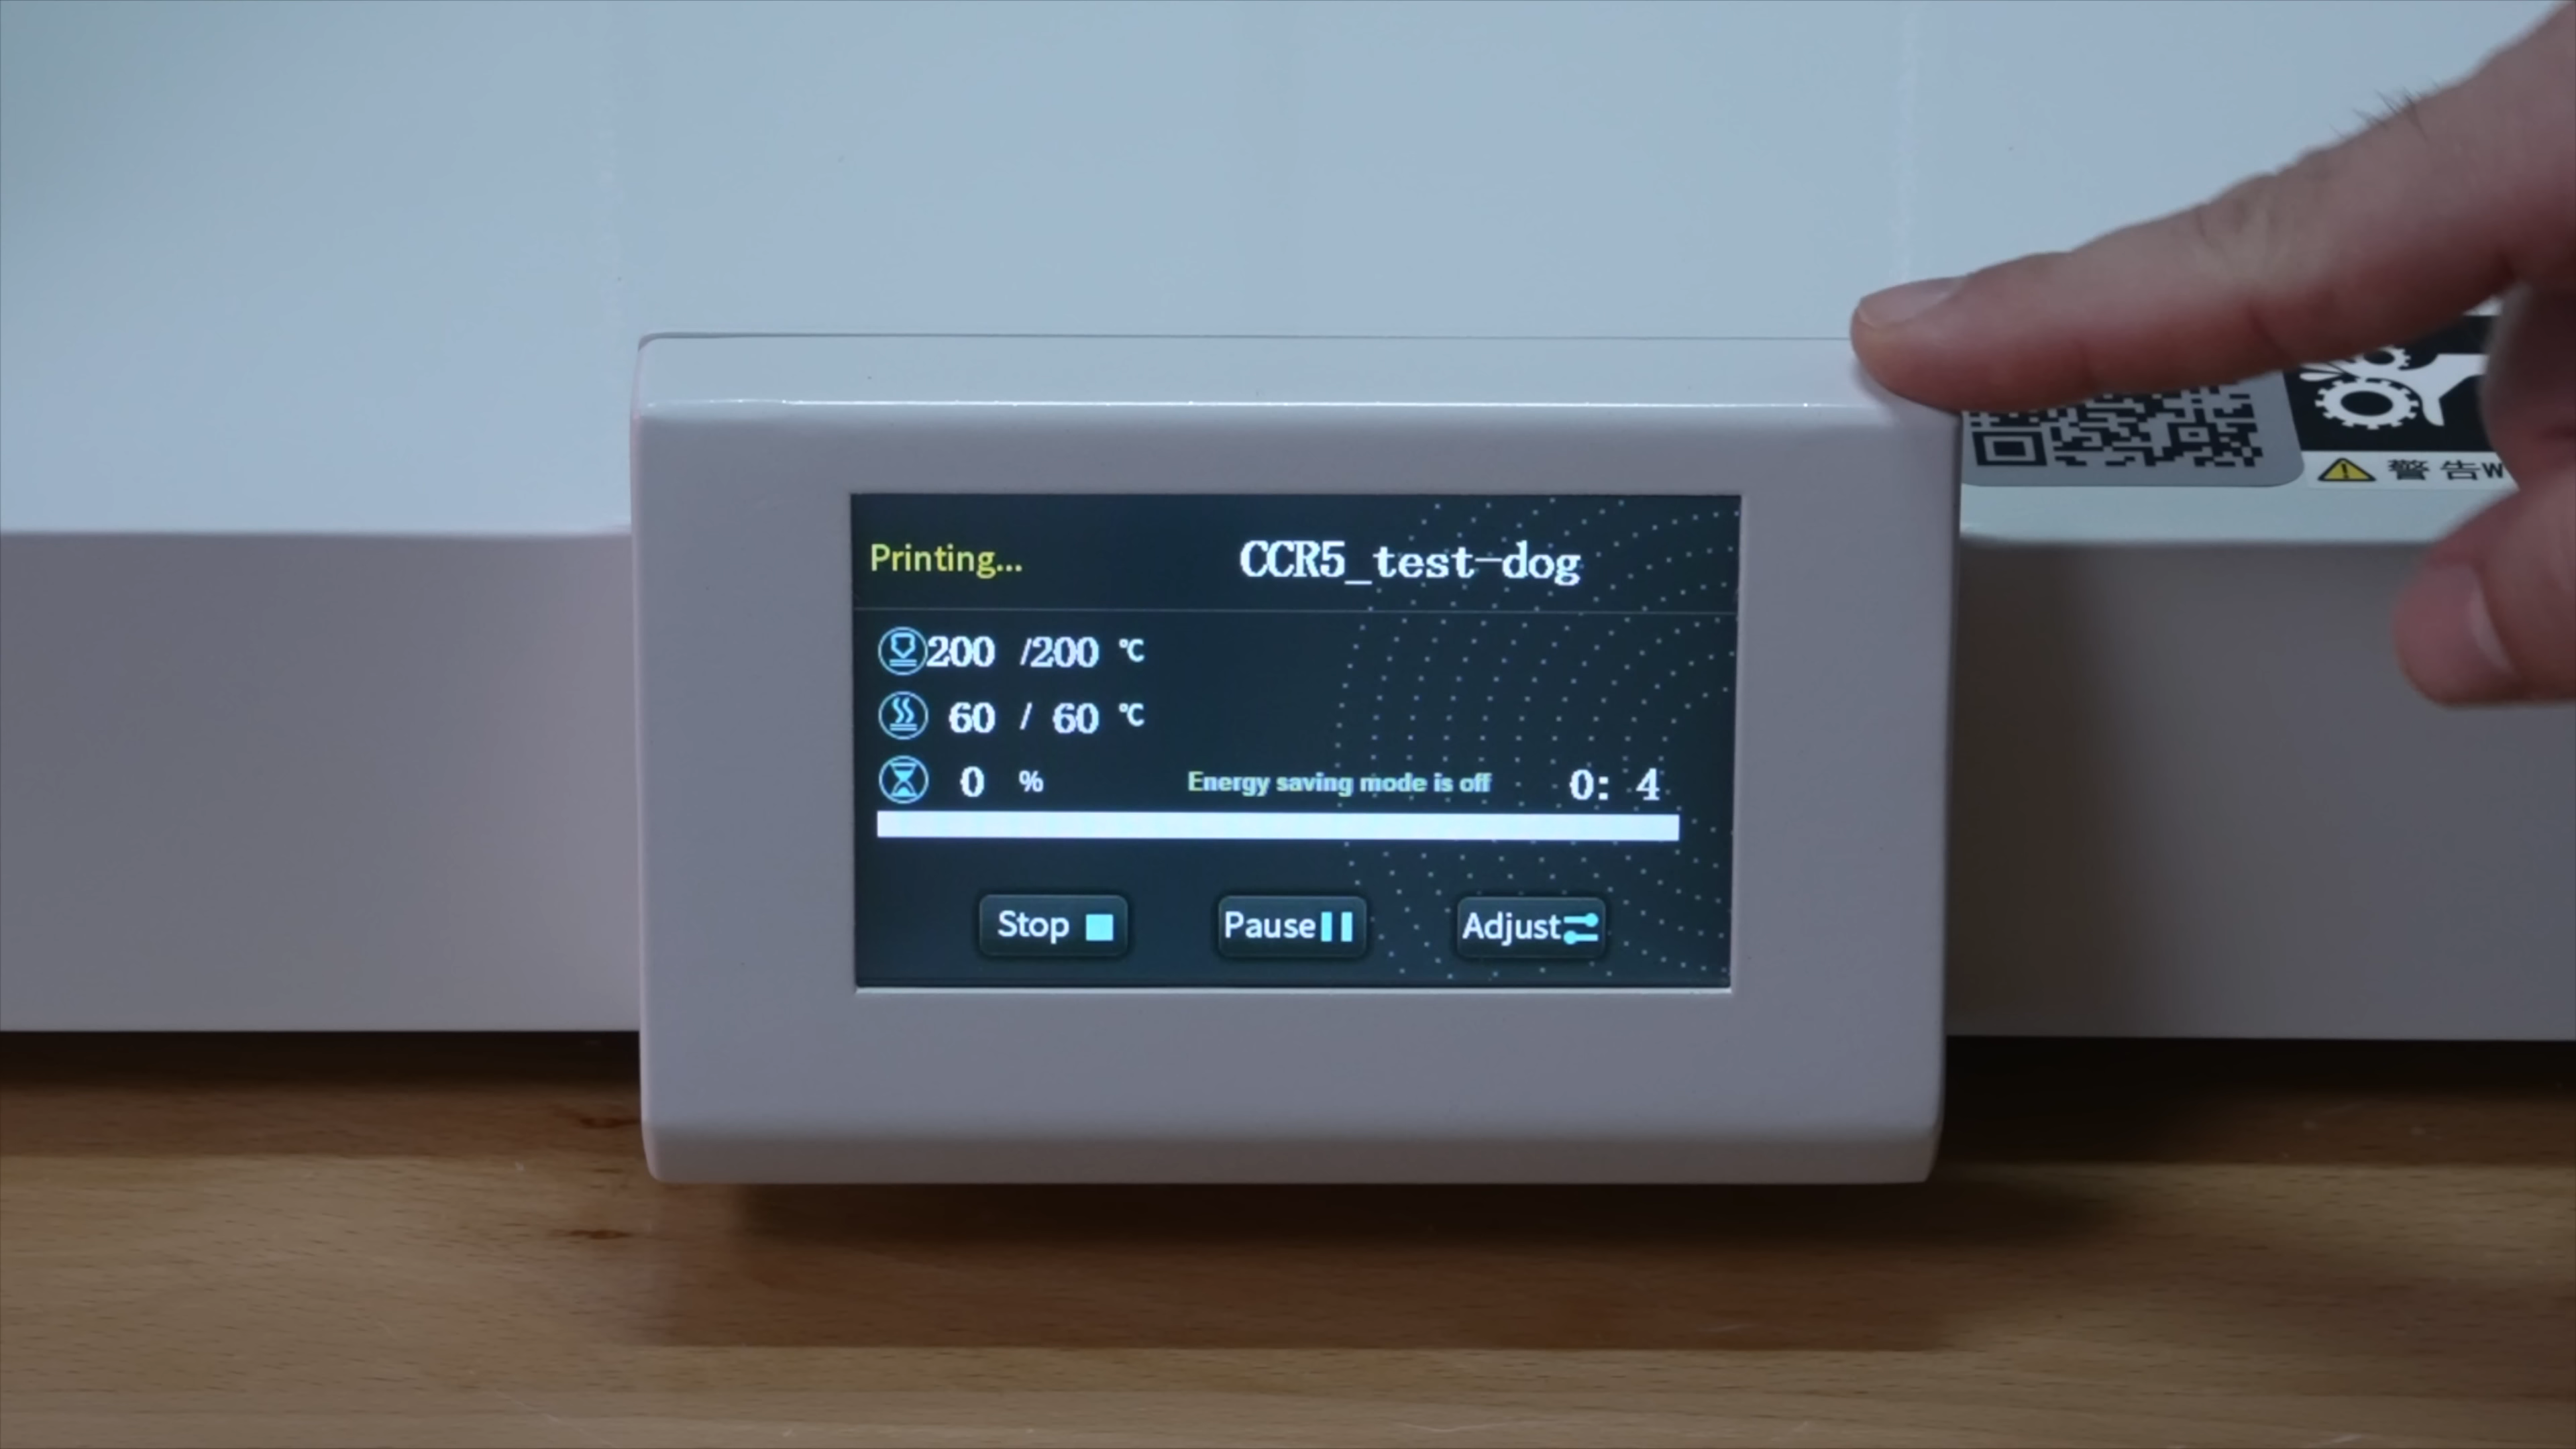 Printing... CCR5_test-dog
200 /200 ℃
60 / 60 ℃
0 % Energy saving mode is off 0: 4
Stop Pause Adjust
警告W